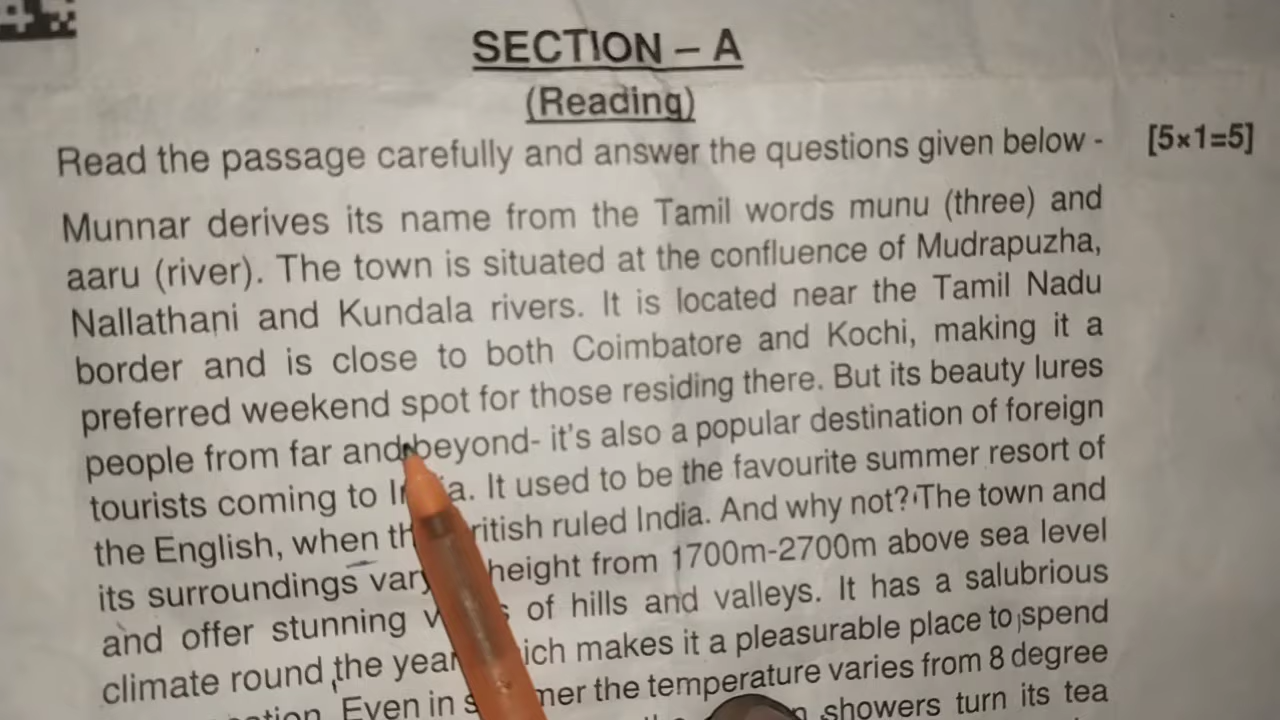 SECTION – A
(Reading)
Read the passage carefully and answer the questions given below - [5×1=5]
Munnar derives its name from the Tamil words munu (three) and
aaru (river). The town is situated at the confluence of Mudrapuzha,
Nallathani and Kundala rivers. It is located near the Tamil Nadu
border and is close to both Coimbatore and Kochi, making it a
preferred weekend spot for those residing there. But its beauty lures
people from far and beyond- it's also a popular destination of foreign
tourists coming to India. It used to be the favourite summer resort of
the English, when the British ruled India. And why not? The town and
its surroundings vary height from 1700m-2700m above sea level
and offer stunning of hills and valleys. It has a salubrious
climate round the year which makes it a pleasurable place to spend
Even in summer the temperature varies from 8 degree
showers turn its tea